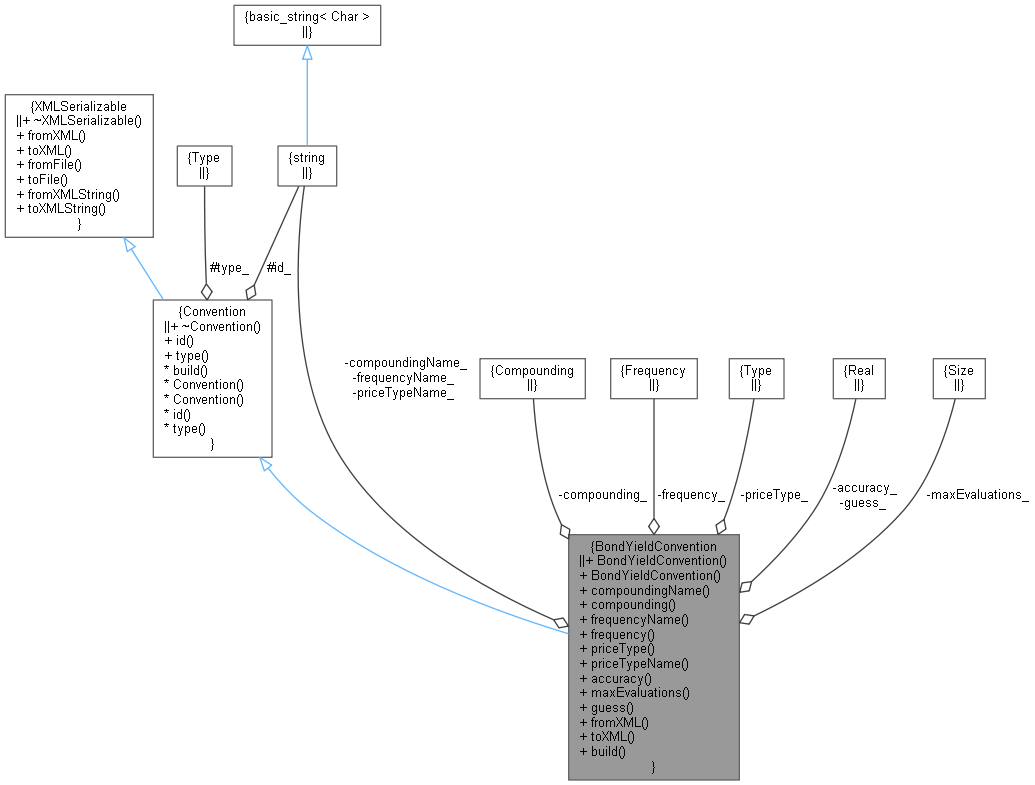 {basic_string< Char >
||}
{XMLSerializable
||+ ~XMLSerializable()
+ fromXML()
+ toXML()
+ fromFile()
+ toFile()
+ fromXMLString()
+ toXMLString()
}
{Type
||}
{string
||}
#type_
#id_
{Convention
||+ ~Convention()
+ id()
+ type()
* build()
* Convention()
* Convention()
* id()
* type()
}
-compoundingName_
-frequencyName_
-priceTypeName_
{Compounding
||}
{Frequency
||}
{Type
||}
{Real
||}
{Size
||}
-compounding_
-frequency_
-priceType_
-accuracy_
-guess_
-maxEvaluations_
{BondYieldConvention
||+ BondYieldConvention()
+ BondYieldConvention()
+ compoundingName()
+ compounding()
+ frequencyName()
+ frequency()
+ priceType()
+ priceTypeName()
+ accuracy()
+ maxEvaluations()
+ guess()
+ fromXML()
+ toXML()
+ build()
}